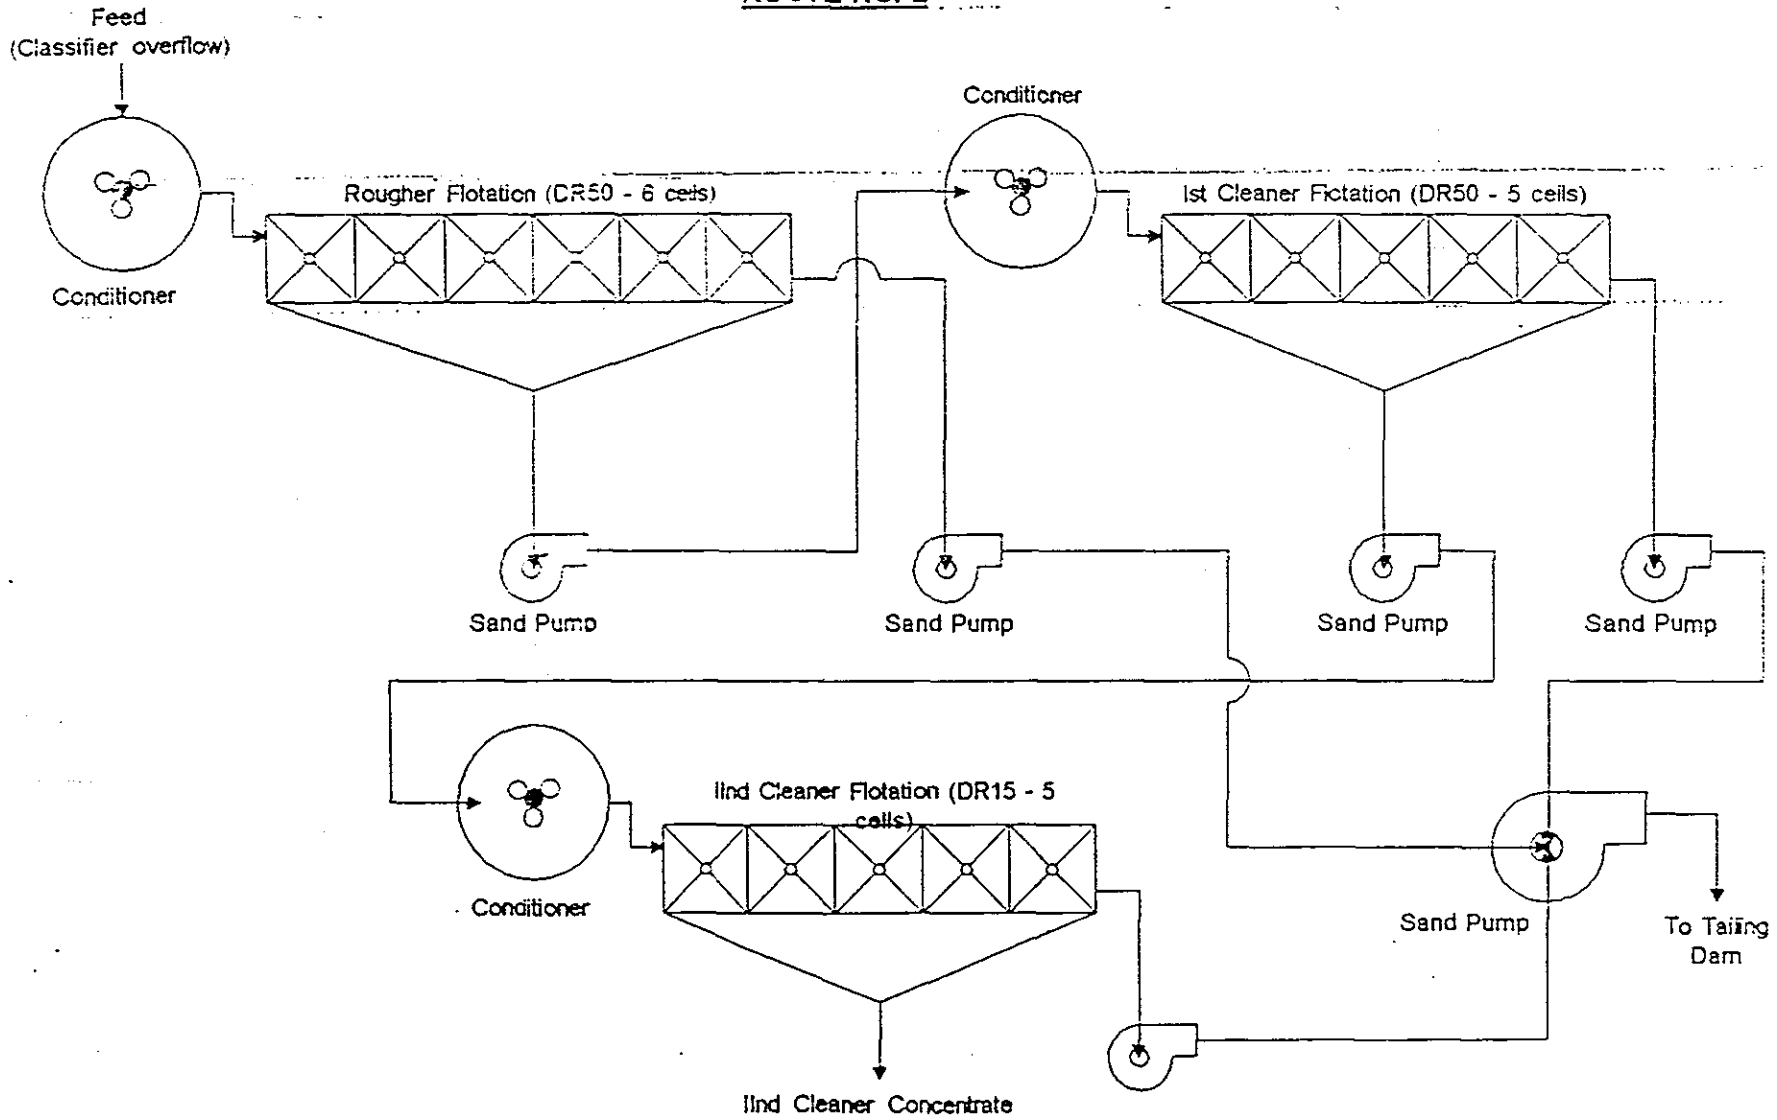 Feed
(Classifier overflow)
Conditioner
Conditioner
Rougher Flotation (DR50 - 6 cells)
Ist Cleaner Flotation (DR50 - 5 cells)
Sand Pump
Sand Pump
Sand Pump
Sand Pump
IInd Cleaner Flotation (DR15 - 5
cells)
Conditioner
Sand Pump
To Tailing
Dam
IInd Cleaner Concentrate